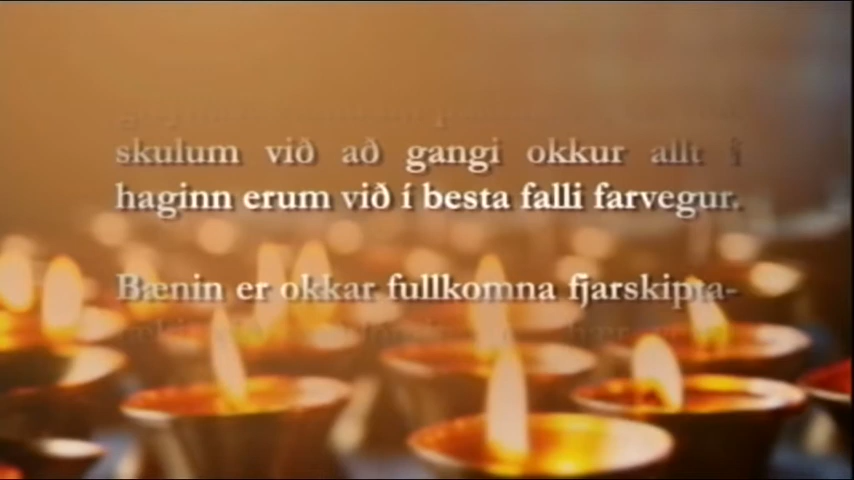 skulum við að gangi okkur allt í
haginn erum við í besta falli farvegur.
Bænin er okkar fullkomna fjarskipta-